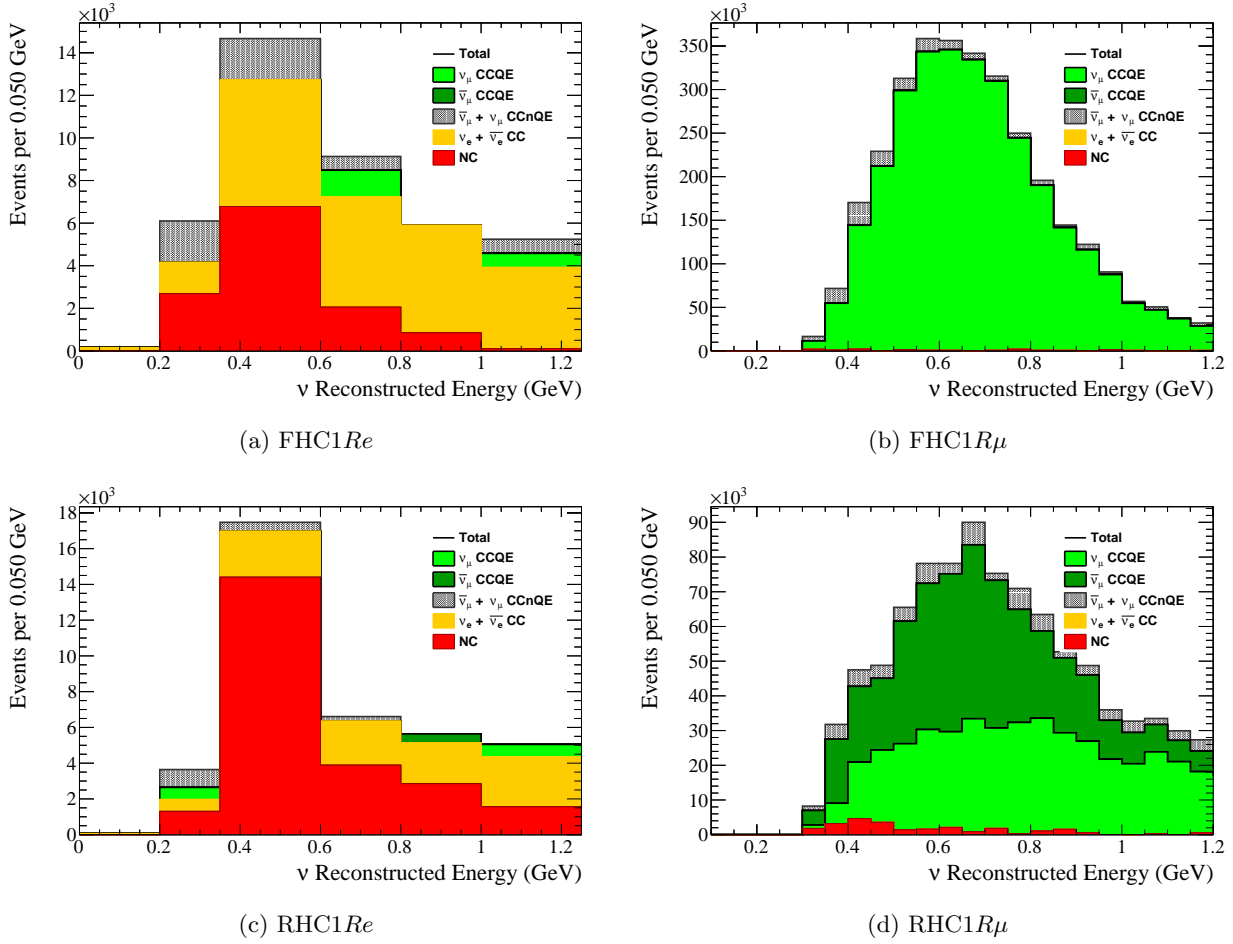 ×10³
14
12
10
8
6
4
2
0
Events per 0.050 GeV
Total
ν_μ CCQE
ν̅_μ CCQE
ν̅_μ + ν_μ CCnQE
ν_e + ν̅_e CC
NC
0 0.2 0.4 0.6 0.8 1 1.2
ν Reconstructed Energy (GeV)
(a) FHC1Re
×10³
350
300
250
200
150
100
50
0
Events per 0.050 GeV
Total
ν_μ CCQE
ν̅_μ CCQE
ν̅_μ + ν_μ CCnQE
ν_e + ν̅_e CC
NC
0.2 0.4 0.6 0.8 1 1.2
ν Reconstructed Energy (GeV)
(b) FHC1Rμ
×10³
18
16
14
12
10
8
6
4
2
0
Events per 0.050 GeV
Total
ν_μ CCQE
ν̅_μ CCQE
ν̅_μ + ν_μ CCnQE
ν_e + ν̅_e CC
NC
0 0.2 0.4 0.6 0.8 1 1.2
ν Reconstructed Energy (GeV)
(c) RHC1Re
×10³
90
80
70
60
50
40
30
20
10
0
Events per 0.050 GeV
Total
ν_μ CCQE
ν̅_μ CCQE
ν̅_μ + ν_μ CCnQE
ν_e + ν̅_e CC
NC
0.2 0.4 0.6 0.8 1 1.2
ν Reconstructed Energy (GeV)
(d) RHC1Rμ